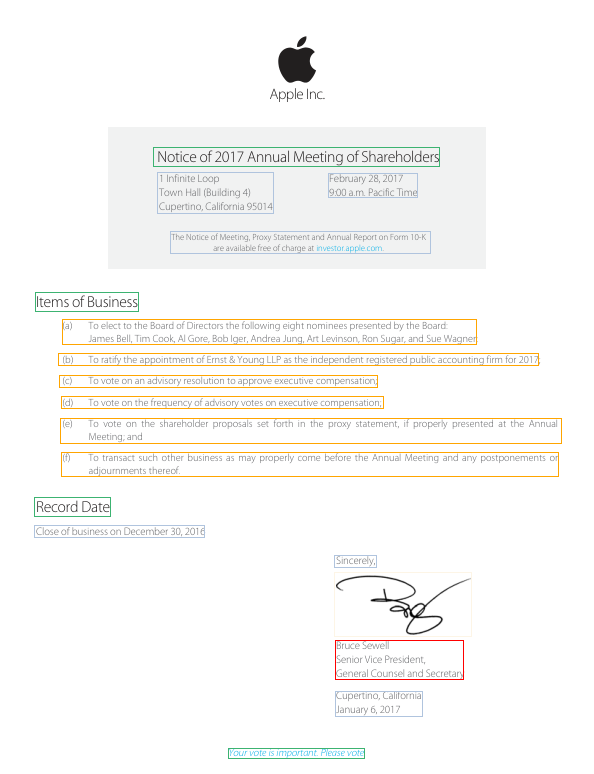 Apple Inc.
Notice of 2017 Annual Meeting of Shareholders
1 Infinite Loop
Town Hall (Building 4)
Cupertino, California 95014
February 28, 2017
9:00 a.m. Pacific Time
The Notice of Meeting, Proxy Statement and Annual Report on Form 10-K
are available free of charge at investor.apple.com.
Items of Business
(a) To elect to the Board of Directors the following eight nominees presented by the Board:
James Bell, Tim Cook, Al Gore, Bob Iger, Andrea Jung, Art Levinson, Ron Sugar, and Sue Wagner
(b) To ratify the appointment of Ernst & Young LLP as the independent registered public accounting firm for 2017;
(c) To vote on an advisory resolution to approve executive compensation;
(d) To vote on the frequency of advisory votes on executive compensation;
(e) To vote on the shareholder proposals set forth in the proxy statement, if properly presented at the Annual
Meeting; and
(f) To transact such other business as may properly come before the Annual Meeting and any postponements or
adjournments thereof.
Record Date
Close of business on December 30, 2016
Sincerely,
Bruce Sewell
Senior Vice President,
General Counsel and Secretary
Cupertino, California
January 6, 2017
Your vote is important. Please vote